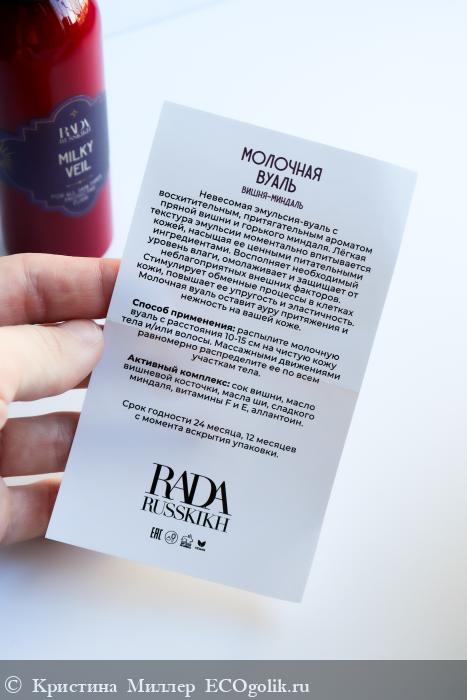 RADA
RUSSKIKH
MILKY
VEIL
МОЛОЧНАЯ
ВУАЛЬ
ВИШНЯ-МИНДАЛЬ
Невесомая эмульсия-вуаль с
восхитительным, притягательным ароматом
пряной вишни и горького миндаля. Лёгкая
текстура эмульсии моментально впитывается
кожей, насыщая ее ценными питательными
ингредиентами. Восполняет необходимый
уровень влаги, омолаживает и защищает от
неблагоприятных внешних факторов.
Стимулирует обменные процессы в клетках
кожи, повышает ее упругость и эластичность.
Молочная вуаль оставит ауру притяжения и
нежность на вашей коже.
Способ применения: распылите молочную
вуаль с расстояния 10-15 см на чистую кожу
тела и/или волосы. Массажными движениями
равномерно распределите ее по всем
участкам тела.
Активный комплекс: сок вишни, масло
вишневой косточки, масла ши, сладкого
миндаля, витамины F и Е, аллантоин.
Срок годности 24 месяца, 12 месяцев
с момента вскрытия упаковки.
RADA
RUSSKIKH
EAC
© Кристина Миллер ECOgolik.ru